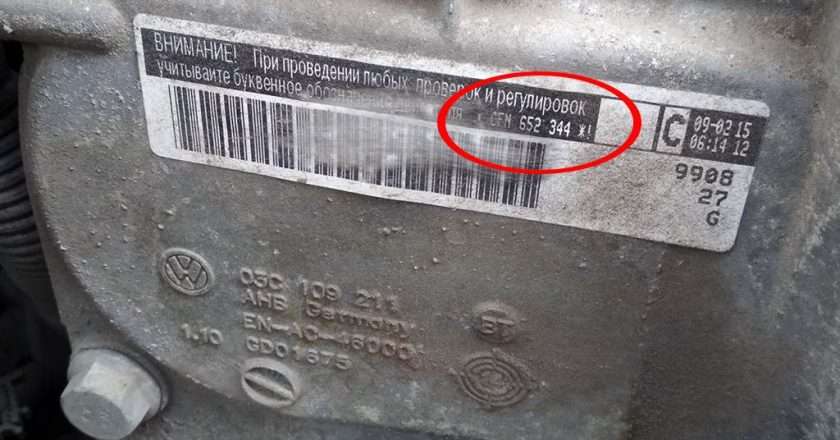 ВНИМАНИЕ! При проведении любых проверок и регулировок
учитывайте буквенное
* CFN 652 344 *!
C
09-02 15
06:14 12
9908
27
G
03C 109 211
AHB Germany
EN-AC-46000
1.10
GD01675
BT